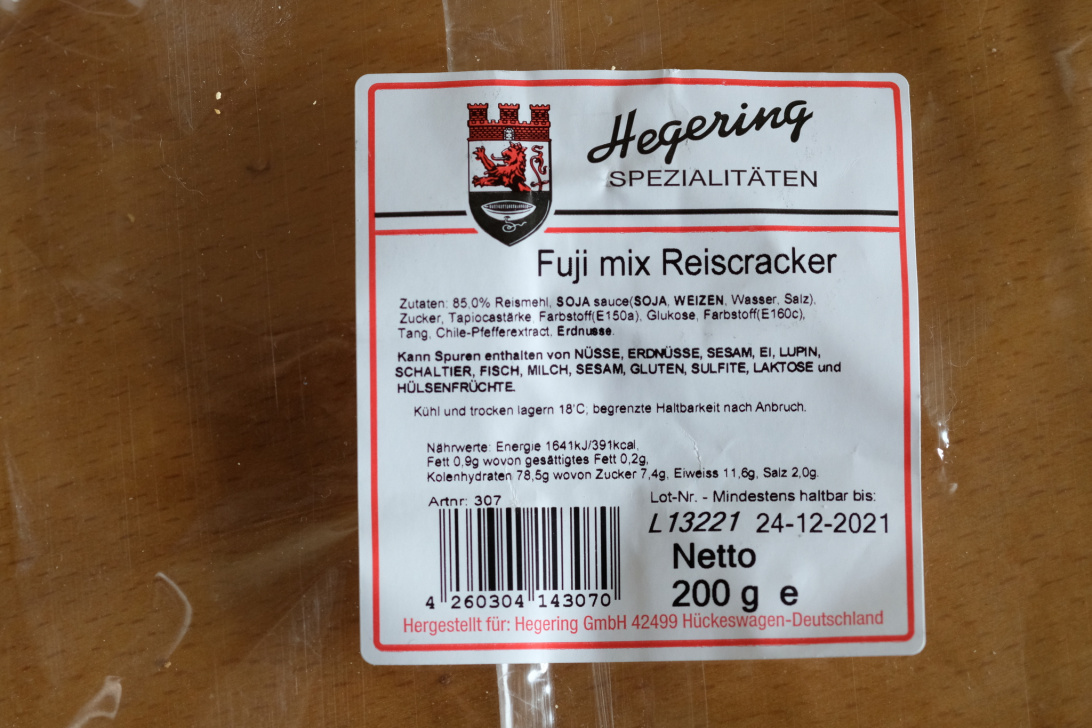 Hegering
SPEZIALITÄTEN
Fuji mix Reiscracker
Zutaten: 85,0% Reismehl, SOJA sauce(SOJA, WEIZEN, Wasser, Salz),
Zucker, Tapiocastärke, Farbstoff(E150a), Glukose, Farbstoff(E160c),
Tang, Chile-Pfefferextract, Erdnusse.
Kann Spuren enthalten von NÜSSE, ERDNÜSSE, SESAM, EI, LUPIN,
SCHALTIER, FISCH, MILCH, SESAM, GLUTEN, SULFITE, LAKTOSE und
HÜLSENFRÜCHTE.
Kühl und trocken lagern 18'C, begrenzte Haltbarkeit nach Anbruch.
Nährwerte: Energie 1641kJ/391kcal,
Fett 0,9g wovon gesättigtes Fett 0,2g,
Kolenhydraten 78,5g wovon Zucker 7,4g, Eiweiss 11,6g, Salz 2,0g.
Artnr: 307
Lot-Nr. - Mindestens haltbar bis:
L13221 24-12-2021
Netto
200 g e
4 260304 143070
Hergestellt für: Hegering GmbH 42499 Hückeswagen-Deutschland